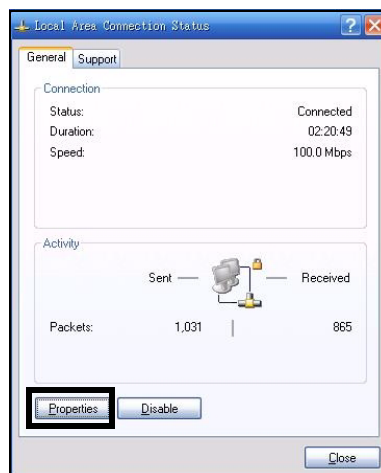 Local Area Connection Status
General Support
Connection
Status: Connected
Duration: 02:20:49
Speed: 100.0 Mbps
Activity
Sent — — Received
Packets: 1,031 | 865
Properties Disable
Close